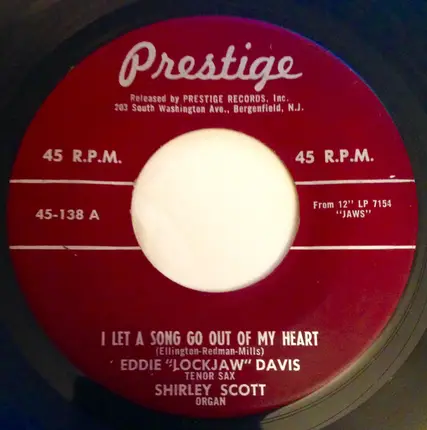 Prestige
Released by PRESTIGE RECORDS, Inc.
203 South Washington Ave., Bergenfield, N.J.
45 R.P.M. 45 R.P.M.
45-138 A
From 12" LP 7154
"JAWS"
I LET A SONG GO OUT OF MY HEART
(Ellington-Redman-Mills)
EDDIE "LOCKJAW" DAVIS
TENOR SAX
SHIRLEY SCOTT
ORGAN